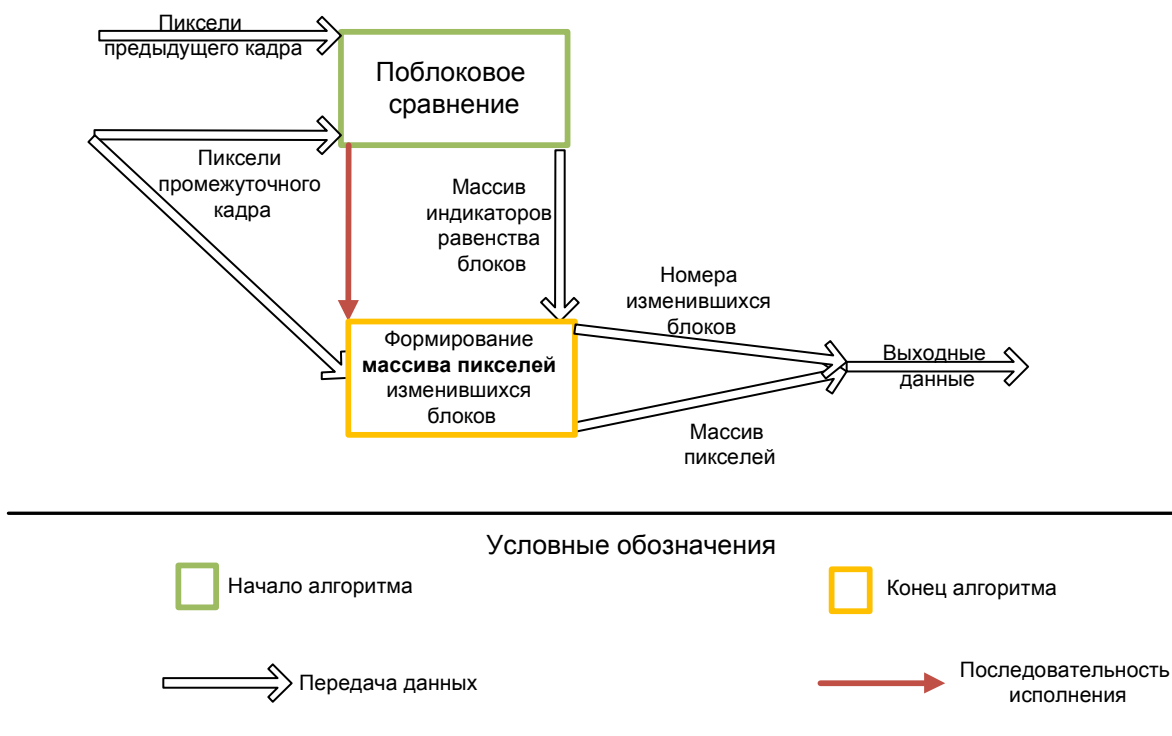 Пиксели
предыдущего кадра
Поблоковое
сравнение
Пиксели
промежуточного
кадра
Массив
индикаторов
равенства
блоков
Номера
изменившихся
блоков
Формирование
массива пикселей
изменившихся
блоков
Выходные
данные
Массив
пикселей
Условные обозначения
Начало алгоритма
Конец алгоритма
Передача данных
Последовательность
исполнения